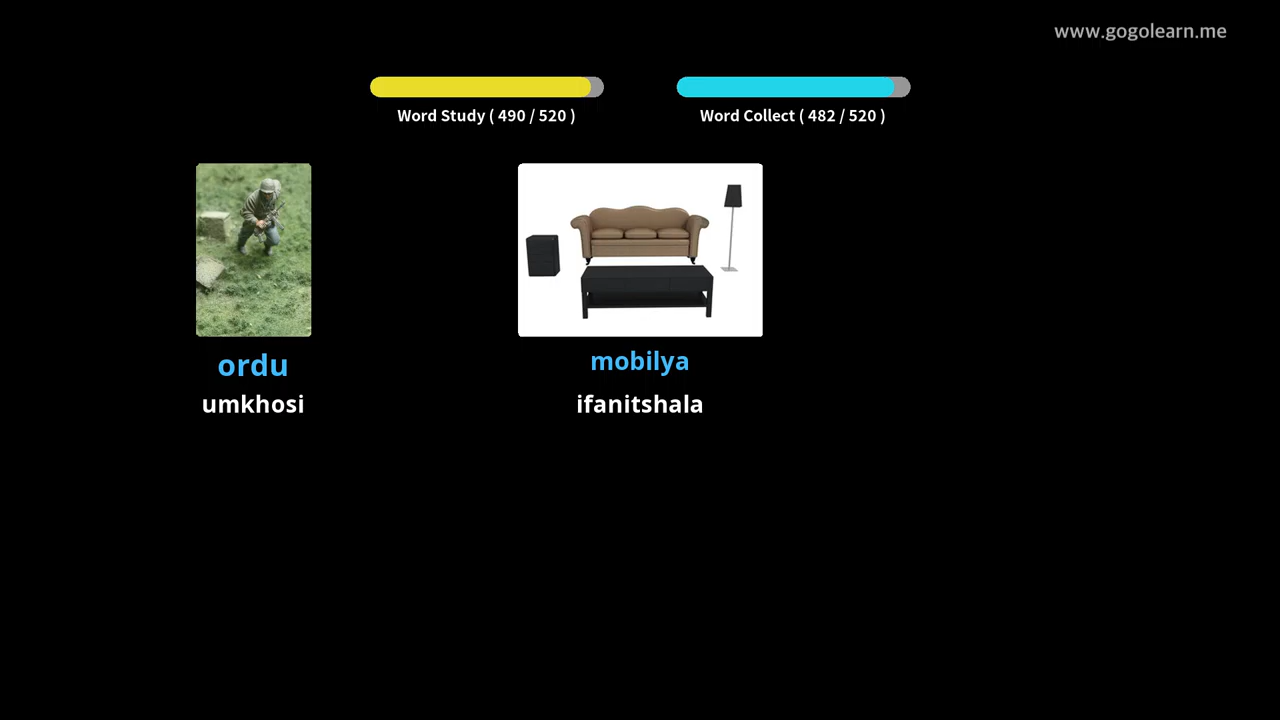 www.gogolearn.me
Word Study ( 490 / 520 )
Word Collect ( 482 / 520 )
ordu
umkhosi
mobilya
ifanitshala